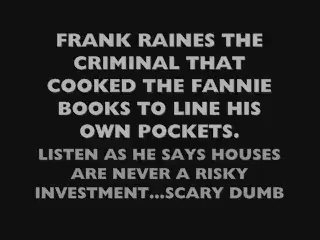 FRANK RAINES THE
CRIMINAL THAT
COOKED THE FANNIE
BOOKS TO LINE HIS
OWN POCKETS.
LISTEN AS HE SAYS HOUSES
ARE NEVER A RISKY
INVESTMENT...SCARY DUMB